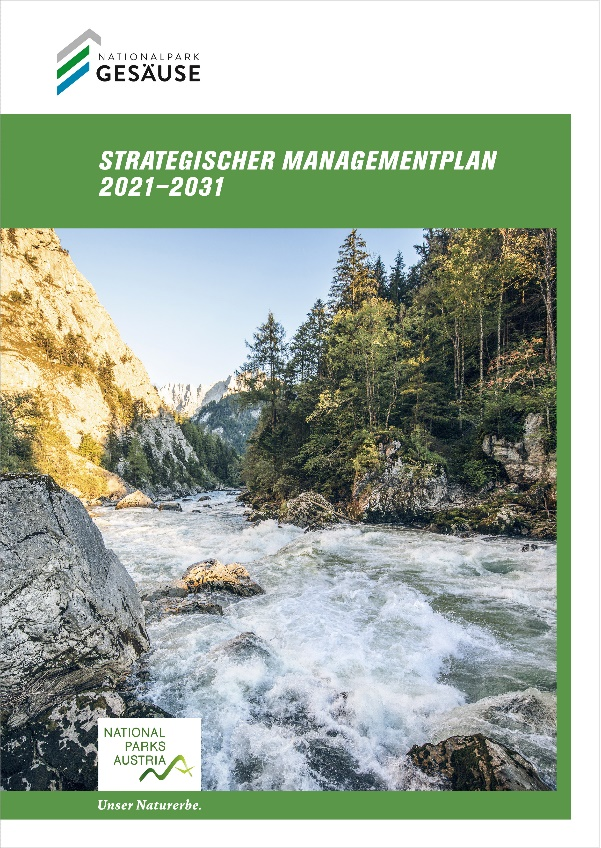 NATIONALPARK
GESÄUSE
STRATEGISCHER MANAGEMENTPLAN
2021–2031
NATIONAL
PARKS
AUSTRIA
Unser Naturerbe.